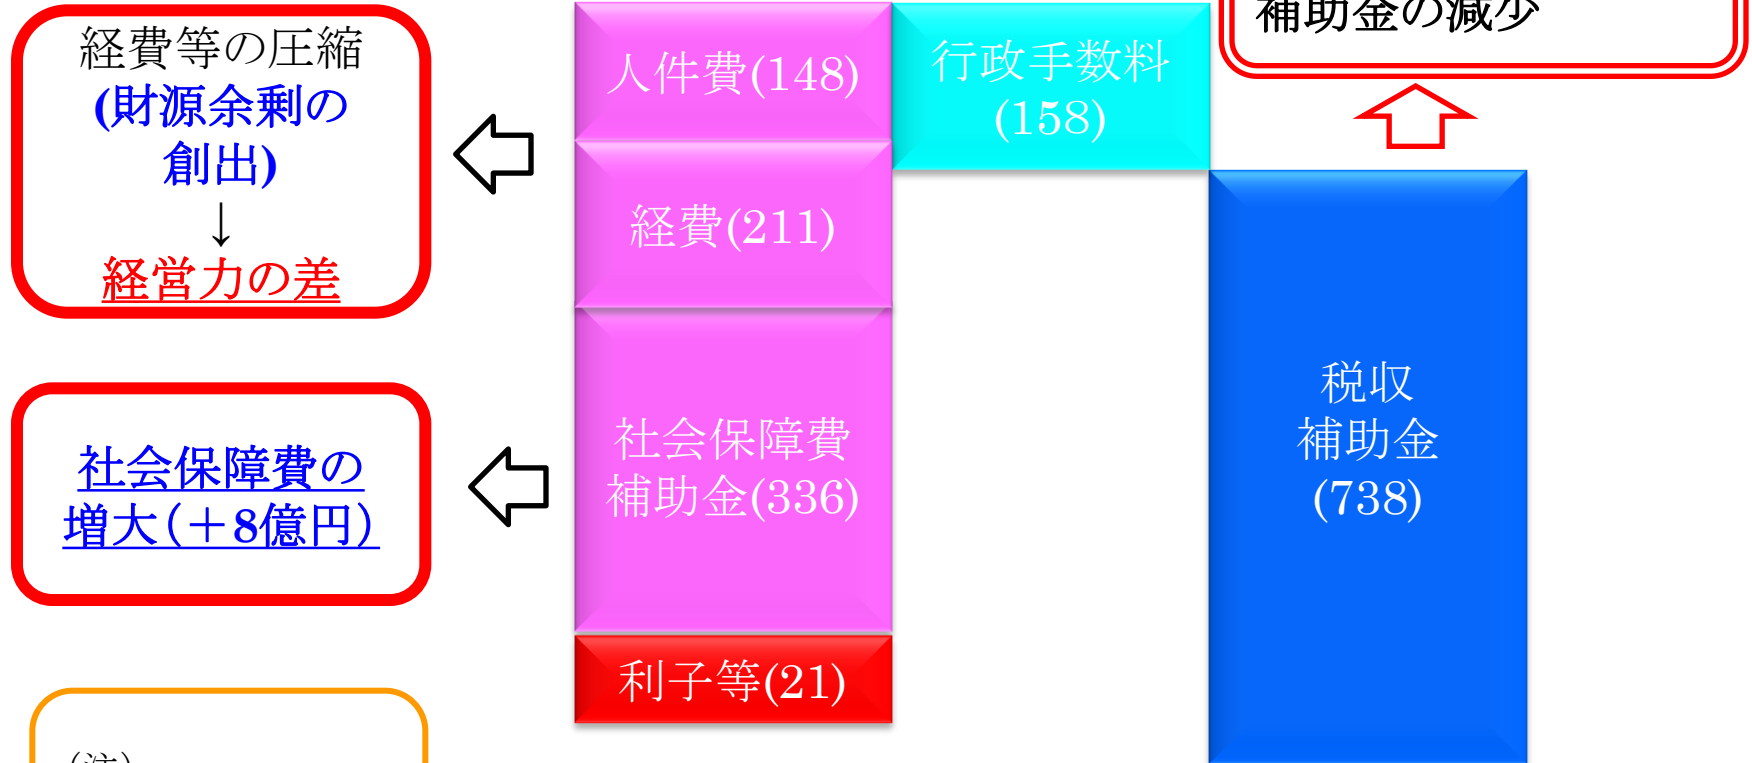 経費等の圧縮
(財源余剰の
創出)
↓
経営力の差
社会保障費の
増大(＋8億円)
(注)
人件費(148)
経費(211)
社会保障費
補助金(336)
利子等(21)
行政手数料
(158)
補助金の減少
税収
補助金
(738)